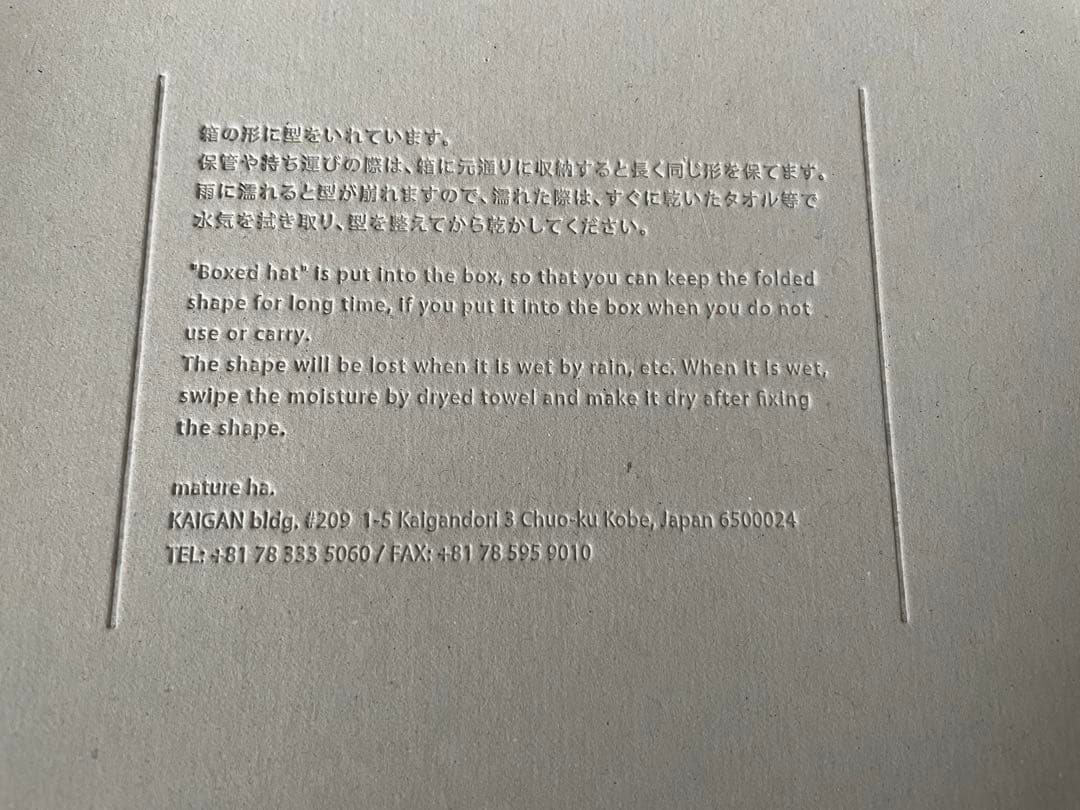 箱の形に型をいれています。
保管や持ち運びの際は、箱に元通りに収納すると長く同じ形を保てます。
雨に濡れると型が崩れますので、濡れた際は、すぐに乾いたタオル等で
水気を拭き取り、型を整えてから乾かしてください。
"Boxed hat" is put into the box, so that you can keep the folded
shape for long time, if you put it into the box when you do not
use or carry.
The shape will be lost when it is wet by rain, etc. When it is wet,
swipe the moisture by dryed towel and make it dry after fixing
the shape.
mature ha.
KAIGAN bldg. #209 1-5 Kaigandori 3 Chuo-ku Kobe, Japan 6500024
TEL: +81 78 333 5060 / FAX: +81 78 595 9010